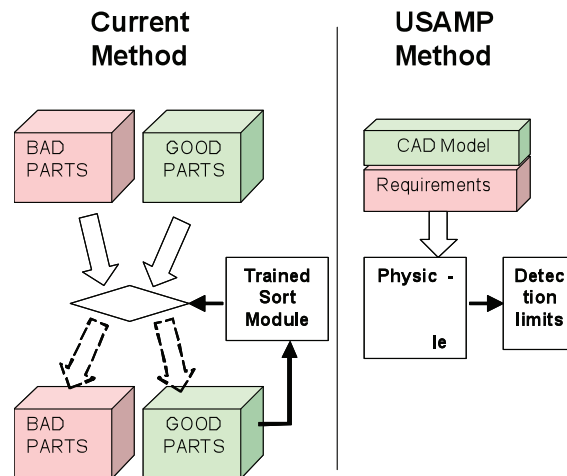 Current
Method
USAMP
Method
BAD
PARTS
GOOD
PARTS
CAD Model
Requirements
Trained
Sort
Module
Physic -
le
Detec
tion
limits
BAD
PARTS
GOOD
PARTS